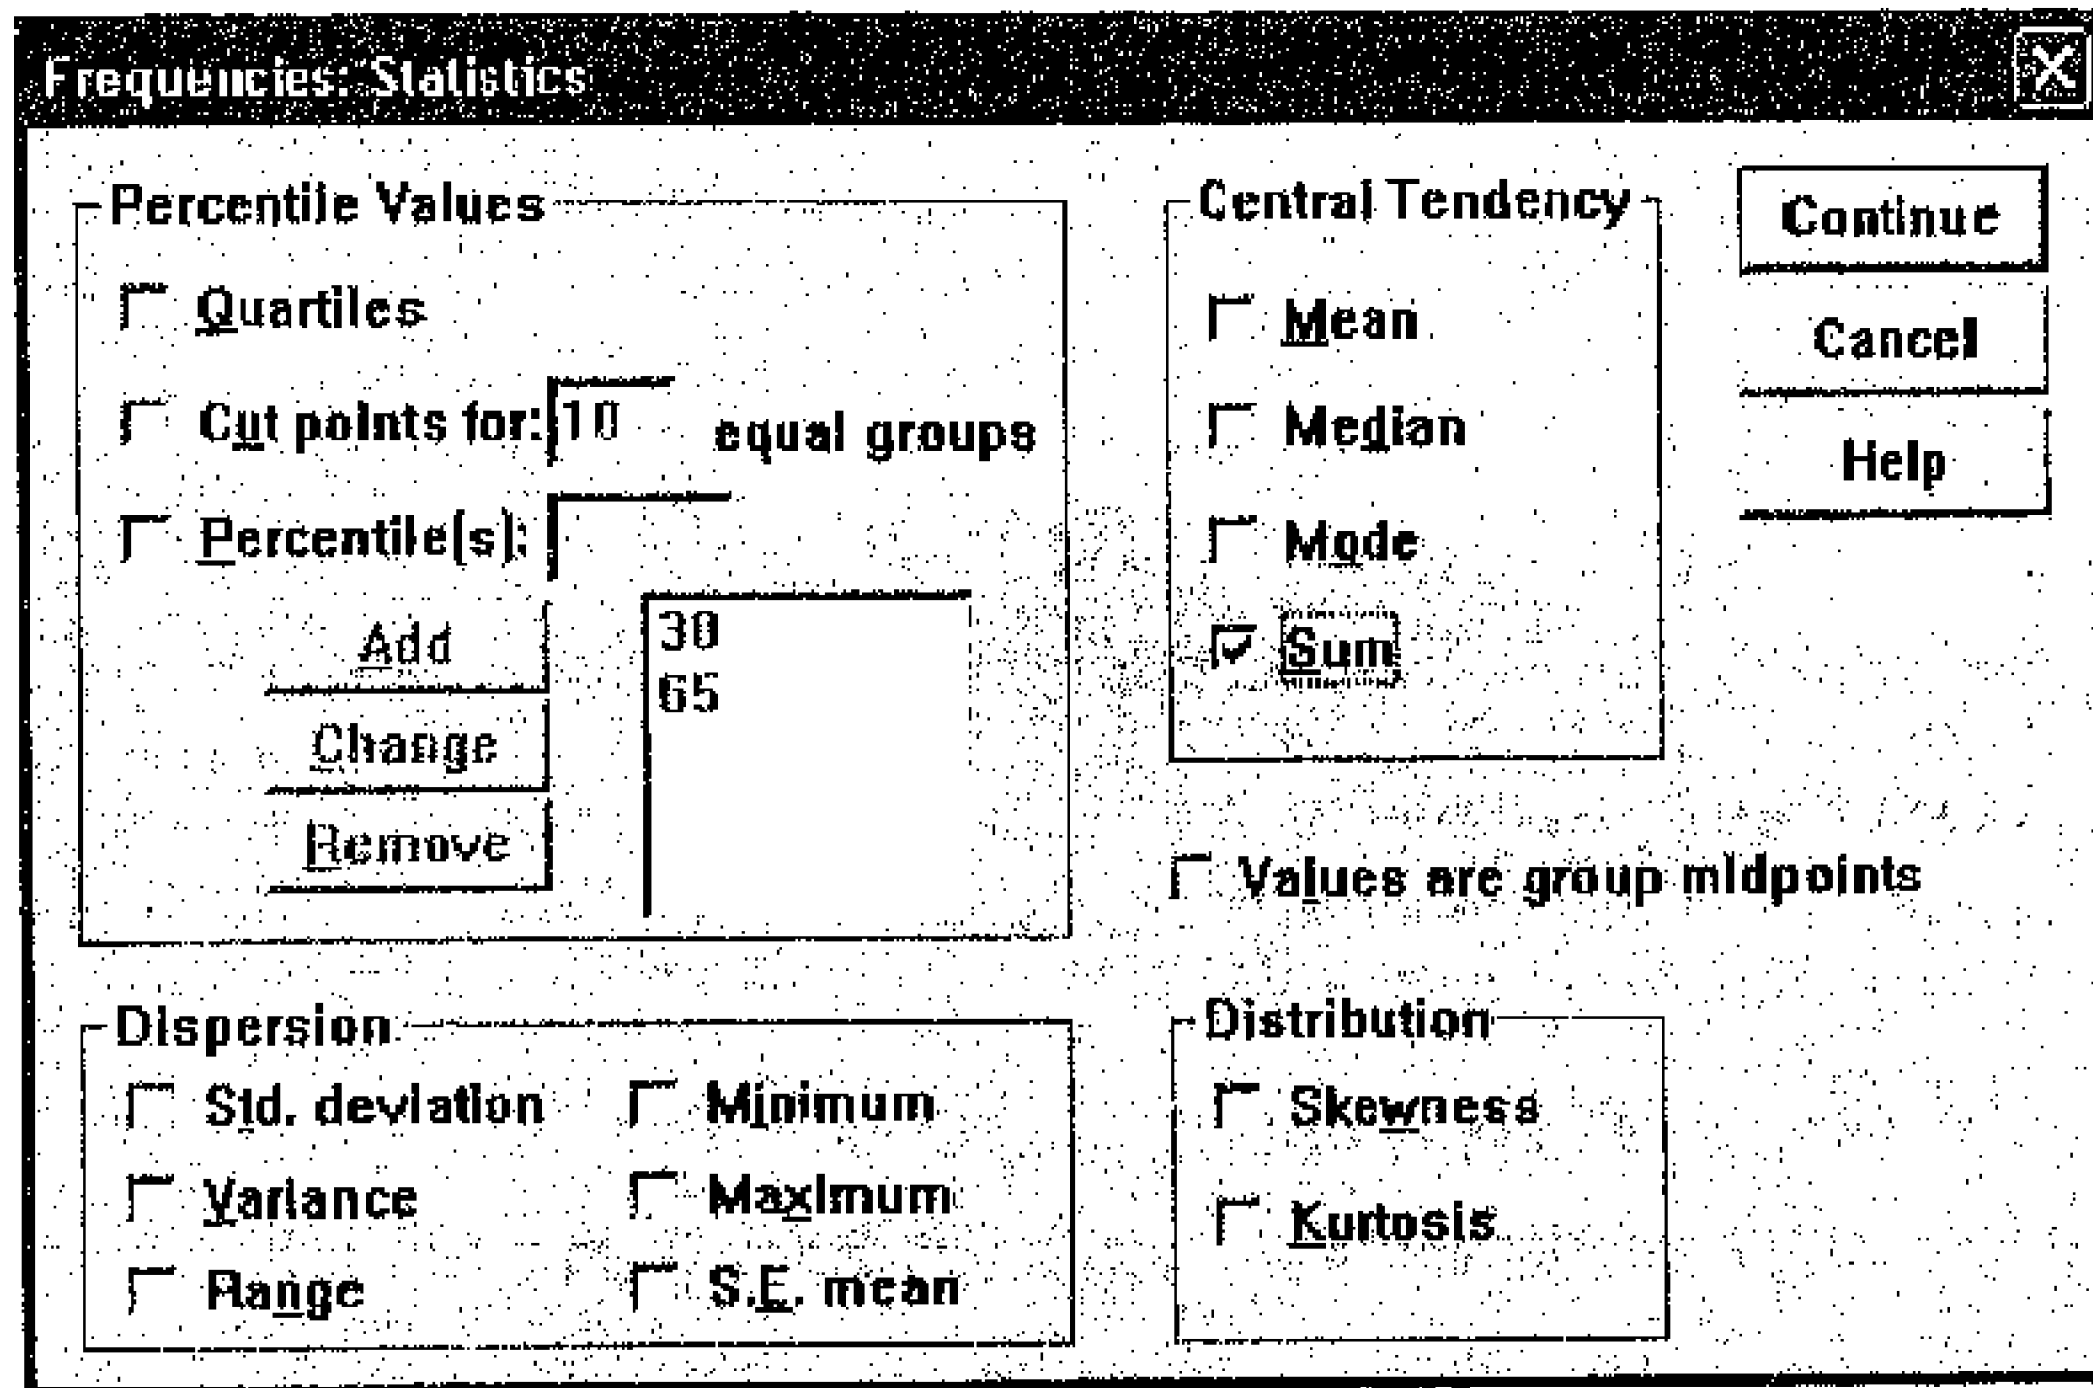 Frequencies: Statistics
Percentile Values
Quartiles
Cut points for: 10 equal groups
Percentile(s):
Add
Change
Remove
30
65
Central Tendency
Mean
Median
Mode
Sum
Continue
Cancel
Help
Values are group midpoints
Dispersion
Std. deviation
Minimum
Variance
Maximum
Range
S.E. mean
Distribution
Skewness
Kurtosis